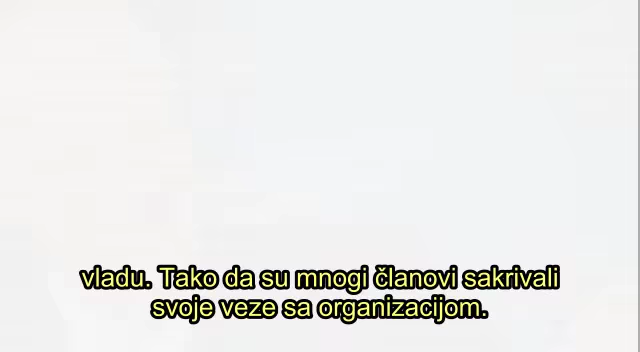 vladu. Tako da su mnogi članovi sakrivali
svoje veze sa organizacijom.